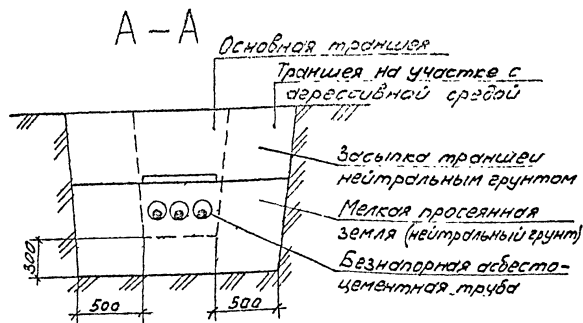 А – А
Основная траншея
Траншея на участке с
агрессивной средой
Засыпка траншеи
нейтральным грунтом
Мелкая просеянная
земля (нейтральный грунт)
Безнапорная асбесто-
цементная труба
300
500
500